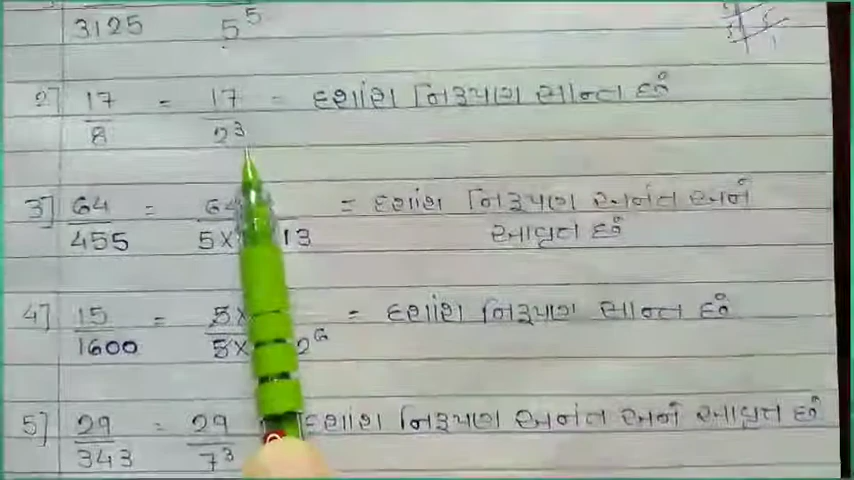 3125 5⁵
2] 17/8 = 17/2³ = દશાંશ નિરૂપણ સાન્ત છે
3] 64/455 = 64/5× 13 = દશાંશ નિરૂપણ અનંત અને
આવૃત્ત છે
4] 15/1600 = 5×/5× 2⁶ = દશાંશ નિરૂપણ સાન્ત છે
5] 29/343 = 29/7³ દશાંશ નિરૂપણ અનંત અને આવૃત્ત છે